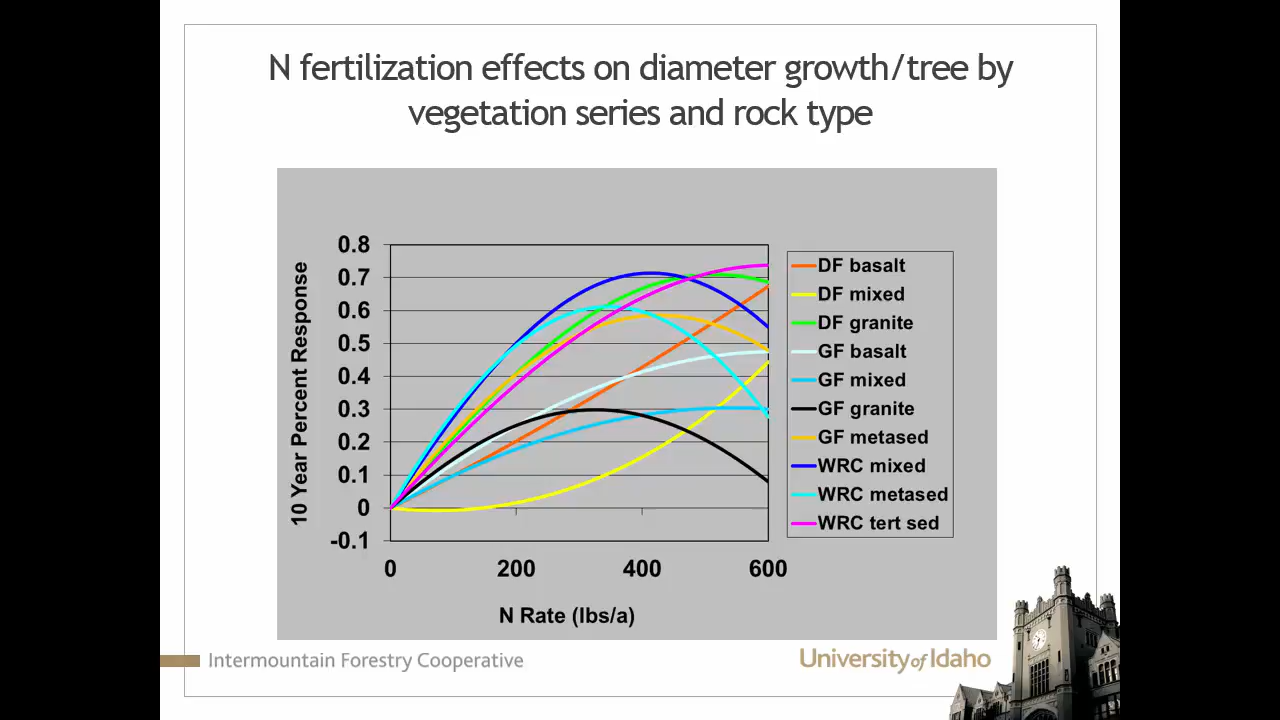 N fertilization effects on diameter growth/tree by
vegetation series and rock type
0.8
0.7
0.6
0.5
0.4
0.3
0.2
0.1
0
-0.1
10 Year Percent Response
0 200 400 600
N Rate (lbs/a)
DF basalt
DF mixed
DF granite
GF basalt
GF mixed
GF granite
GF metased
WRC mixed
WRC metased
WRC tert sed
Intermountain Forestry Cooperative
University of Idaho